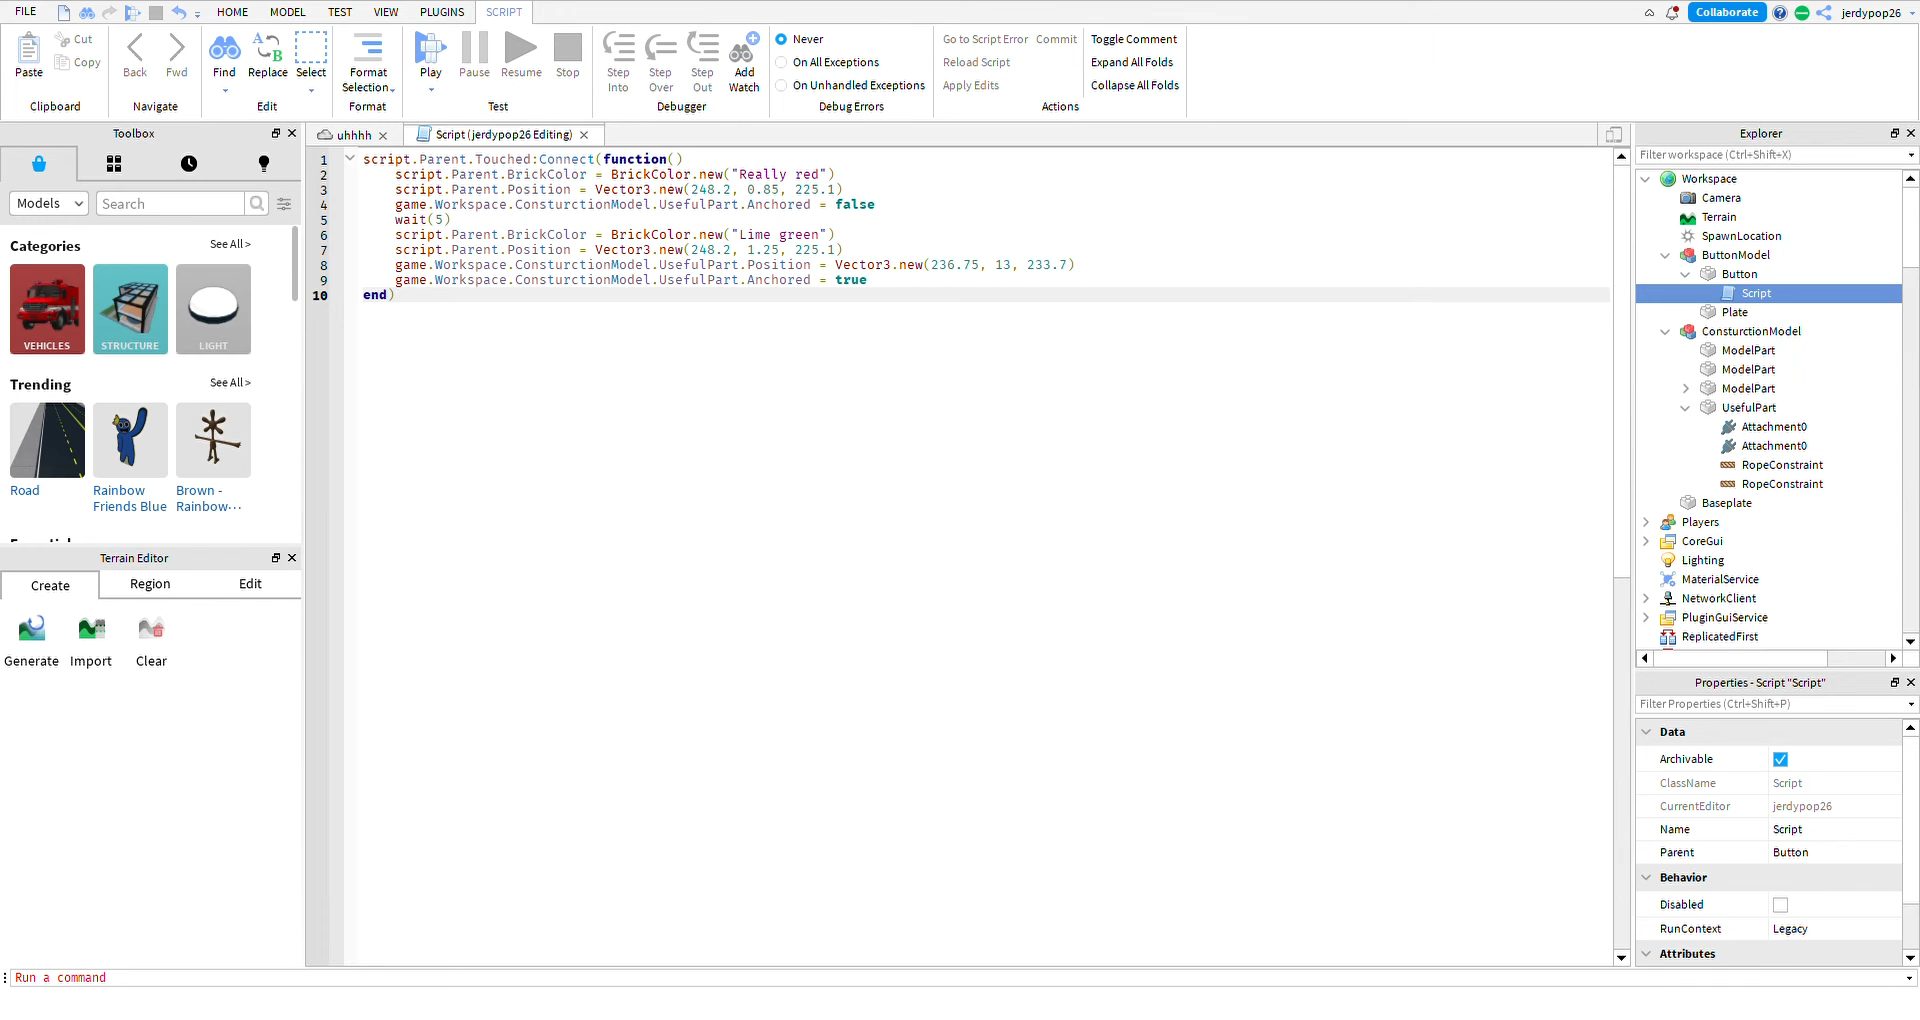 FILE HOME MODEL TEST VIEW PLUGINS SCRIPT Collaborate jerdypop26
Paste Cut Copy Clipboard
Back Fwd Navigate
Find Replace Select Edit
Format Selection Format
Play Pause Resume Stop Test
Step Into Step Over Step Out Add Watch Debugger
Never
On All Exceptions
On Unhandled Exceptions
Debug Errors
Go to Script Error Commit
Reload Script
Apply Edits
Toggle Comment
Expand All Folds
Collapse All Folds
Actions
Toolbox
Models Search
Categories See All >
VEHICLES STRUCTURE LIGHT
Trending See All >
Road Rainbow Friends Blue Brown - Rainbow...
Terrain Editor
Create Region Edit
Generate Import Clear
uhhhh Script (jerdypop26 Editing)
1 script.Parent.Touched:Connect(function()
2 script.Parent.BrickColor = BrickColor.new("Really red")
3 script.Parent.Position = Vector3.new(248.2, 0.85, 225.1)
4 game.Workspace.ConsturctionModel.UsefulPart.Anchored = false
5 wait(5)
6 script.Parent.BrickColor = BrickColor.new("Lime green")
7 script.Parent.Position = Vector3.new(248.2, 1.25, 225.1)
8 game.Workspace.ConsturctionModel.UsefulPart.Position = Vector3.new(236.75, 13, 233.7)
9 game.Workspace.ConsturctionModel.UsefulPart.Anchored = true
10 end)
Explorer
Filter workspace (Ctrl+Shift+X)
Workspace
Camera
Terrain
SpawnLocation
ButtonModel
Button
Script
Plate
ConsturctionModel
ModelPart
ModelPart
ModelPart
UsefulPart
Attachment0
Attachment0
RopeConstraint
RopeConstraint
Baseplate
Players
CoreGui
Lighting
MaterialService
NetworkClient
PluginGuiService
ReplicatedFirst
Properties - Script "Script"
Filter Properties (Ctrl+Shift+P)
Data
Archivable
ClassName Script
CurrentEditor jerdypop26
Name Script
Parent Button
Behavior
Disabled
RunContext Legacy
Attributes
Run a command